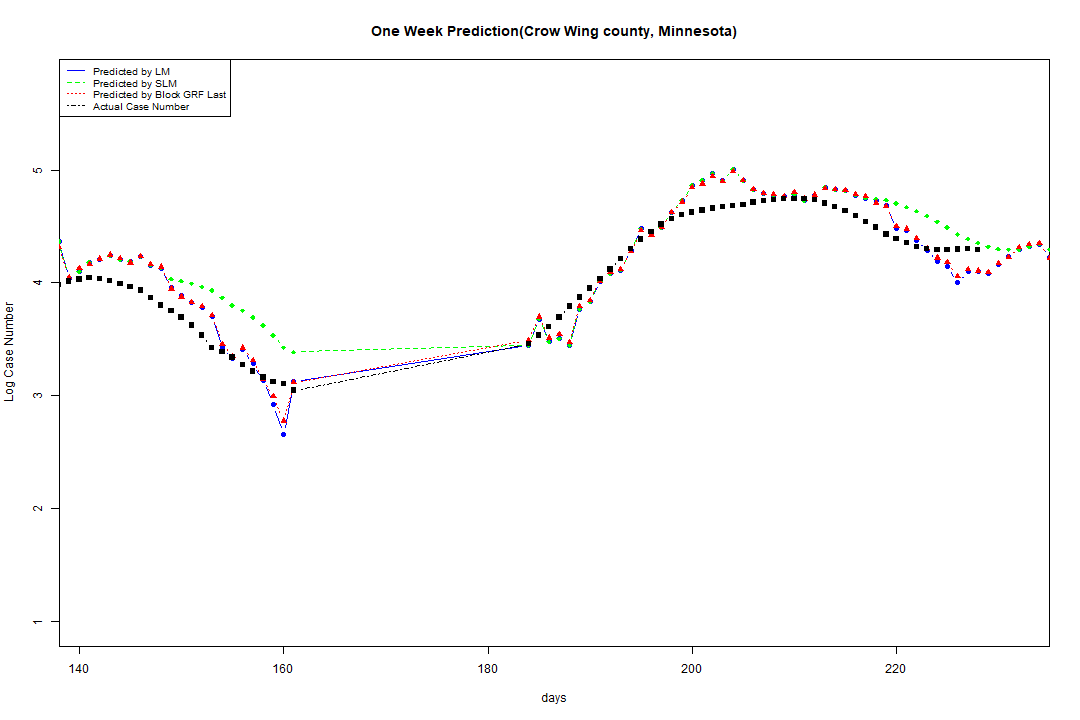 One Week Prediction(Crow Wing county, Minnesota)
Predicted by LM
Predicted by SLM
Predicted by Block GRF Last
Actual Case Number
5
4
3
2
1
Log Case Number
140 160 180 200 220
days